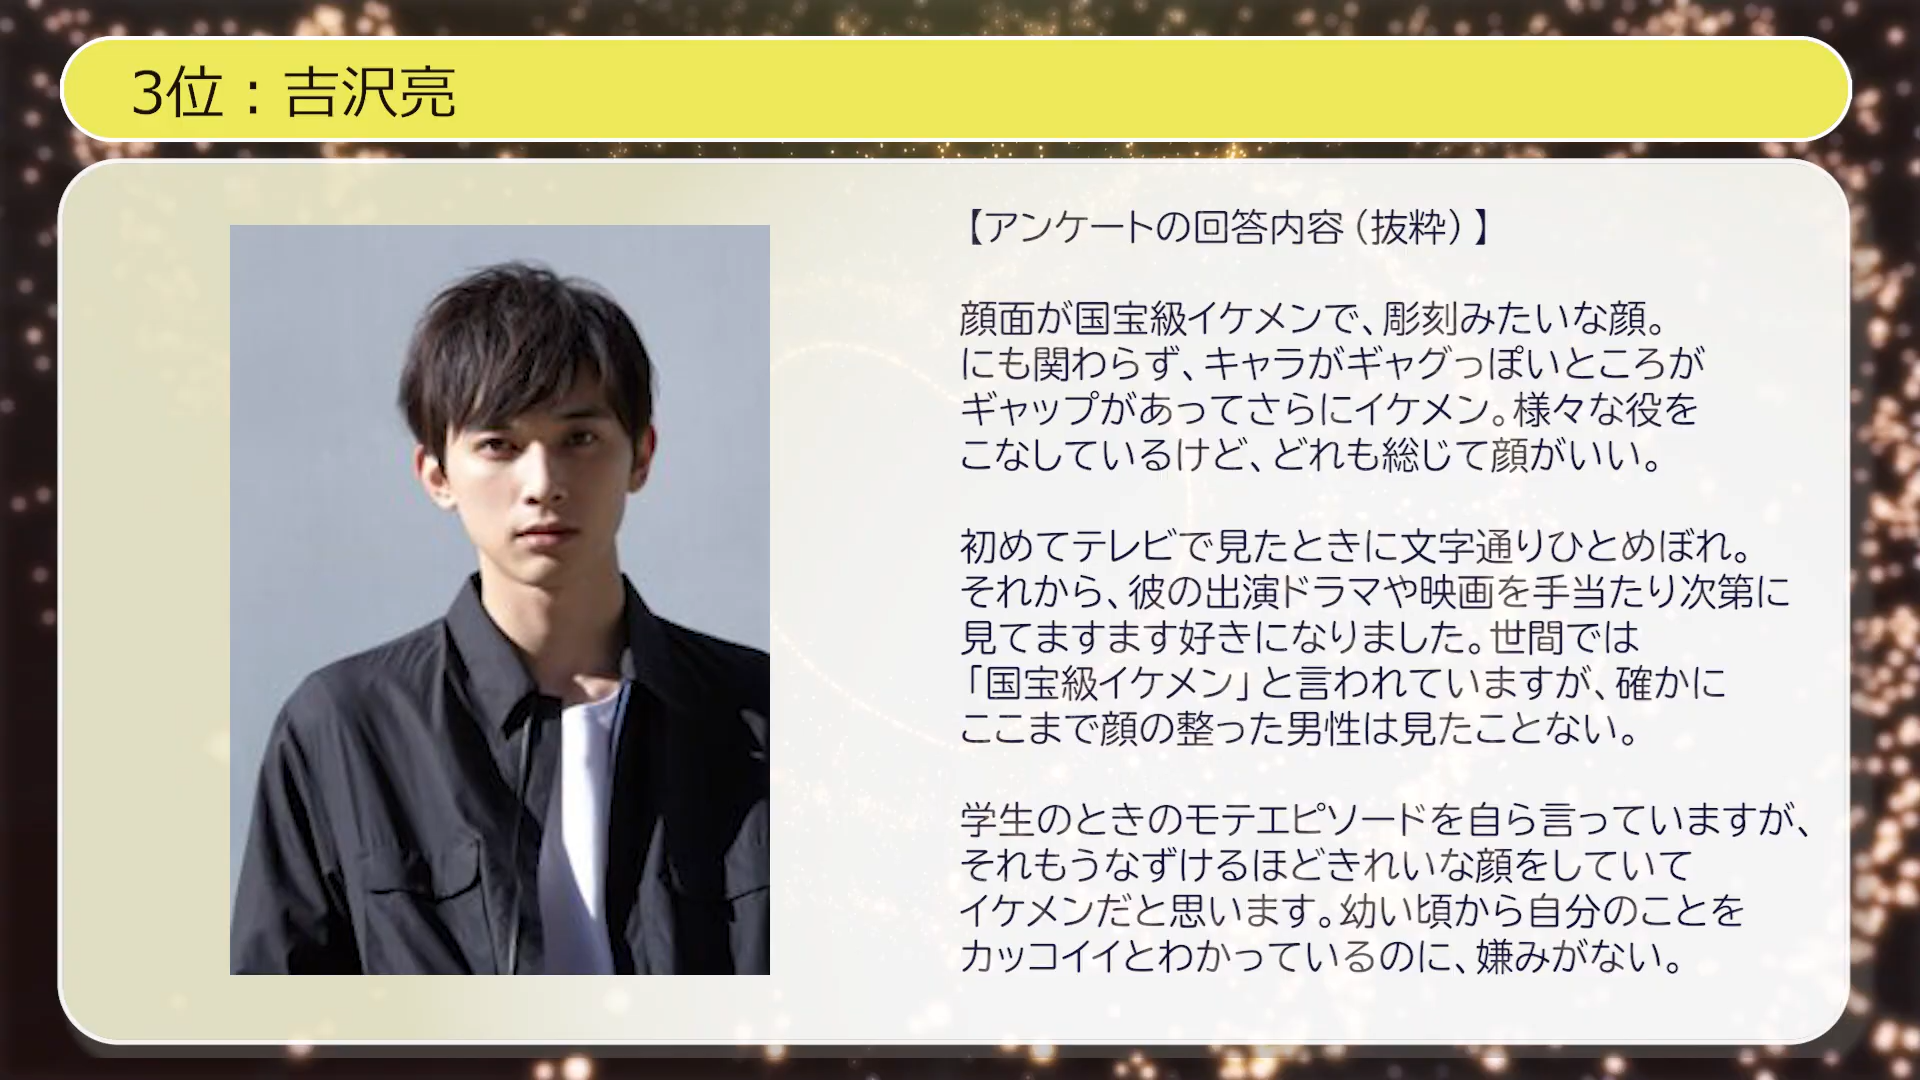 3位：吉沢亮
【アンケートの回答内容（抜粋）】
顔面が国宝級イケメンで、彫刻みたいな顔。
にも関わらず、キャラがギャグっぽいところが
ギャップがあってさらにイケメン。様々な役を
こなしているけど、どれも総じて顔がいい。
初めてテレビで見たときに文字通りひとめぼれ。
それから、彼の出演ドラマや映画を手当たり次第に
見てますます好きになりました。世間では
「国宝級イケメン」と言われていますが、確かに
ここまで顔の整った男性は見たことない。
学生のときのモテエピソードを自ら言っていますが、
それもうなずけるほどきれいな顔をしていて
イケメンだと思います。幼い頃から自分のことを
カッコイイとわかっているのに、嫌みがない。